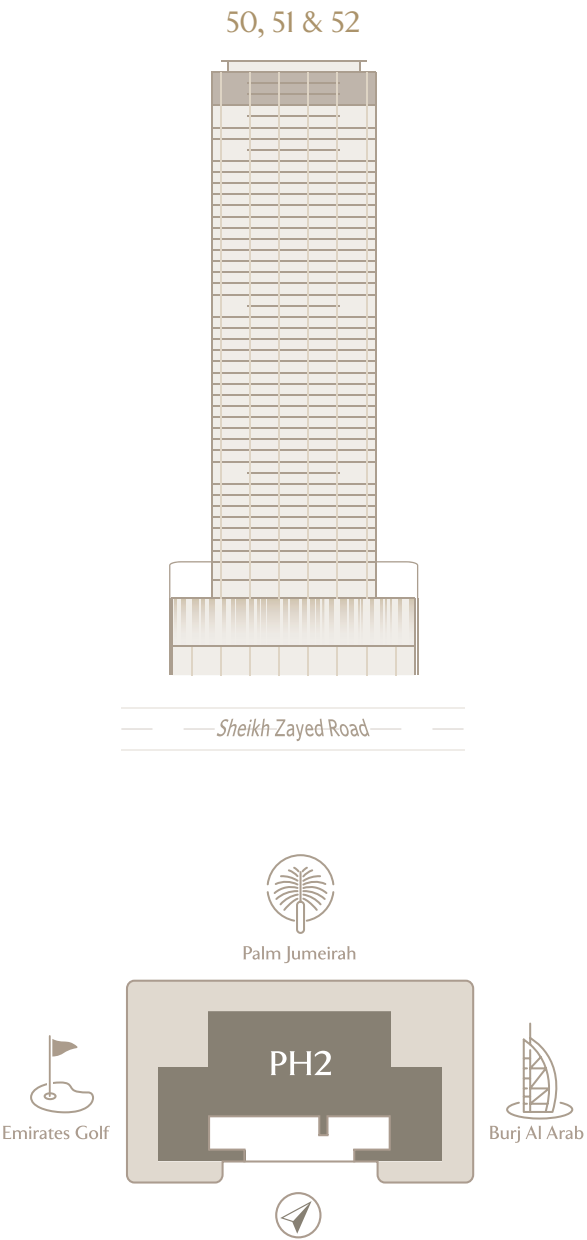 50, 51 & 52
Sheikh Zayed Road
Palm Jumeirah
PH2
Emirates Golf
Burj Al Arab